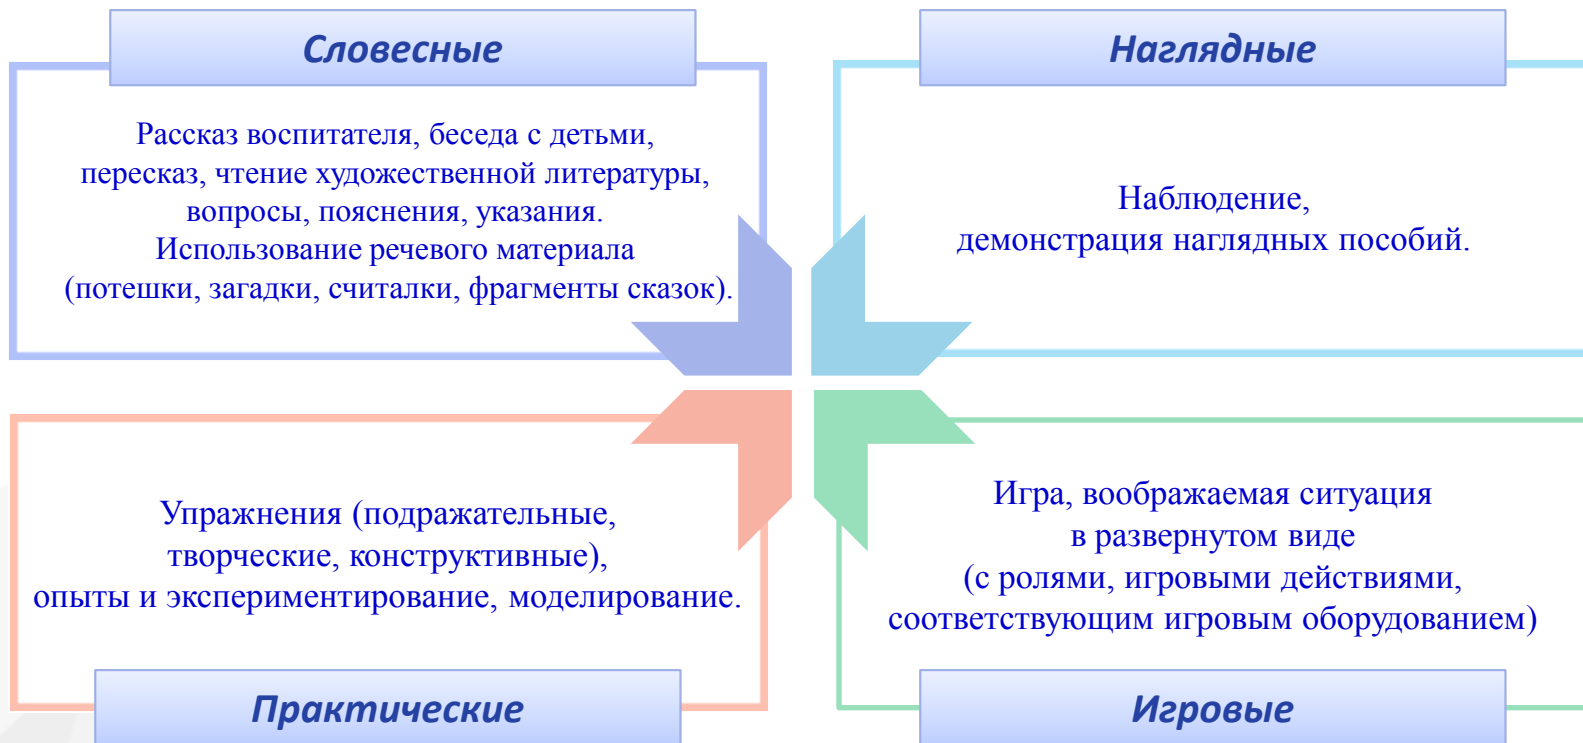 Словесные
Рассказ воспитателя, беседа с детьми,
пересказ, чтение художественной литературы,
вопросы, пояснения, указания.
Использование речевого материала
(потешки, загадки, считалки, фрагменты сказок).
Наглядные
Наблюдение,
демонстрация наглядных пособий.
Упражнения (подражательные,
творческие, конструктивные),
опыты и экспериментирование, моделирование.
Практические
Игра, воображаемая ситуация
в развернутом виде
(с ролями, игровыми действиями,
соответствующим игровым оборудованием)
Игровые